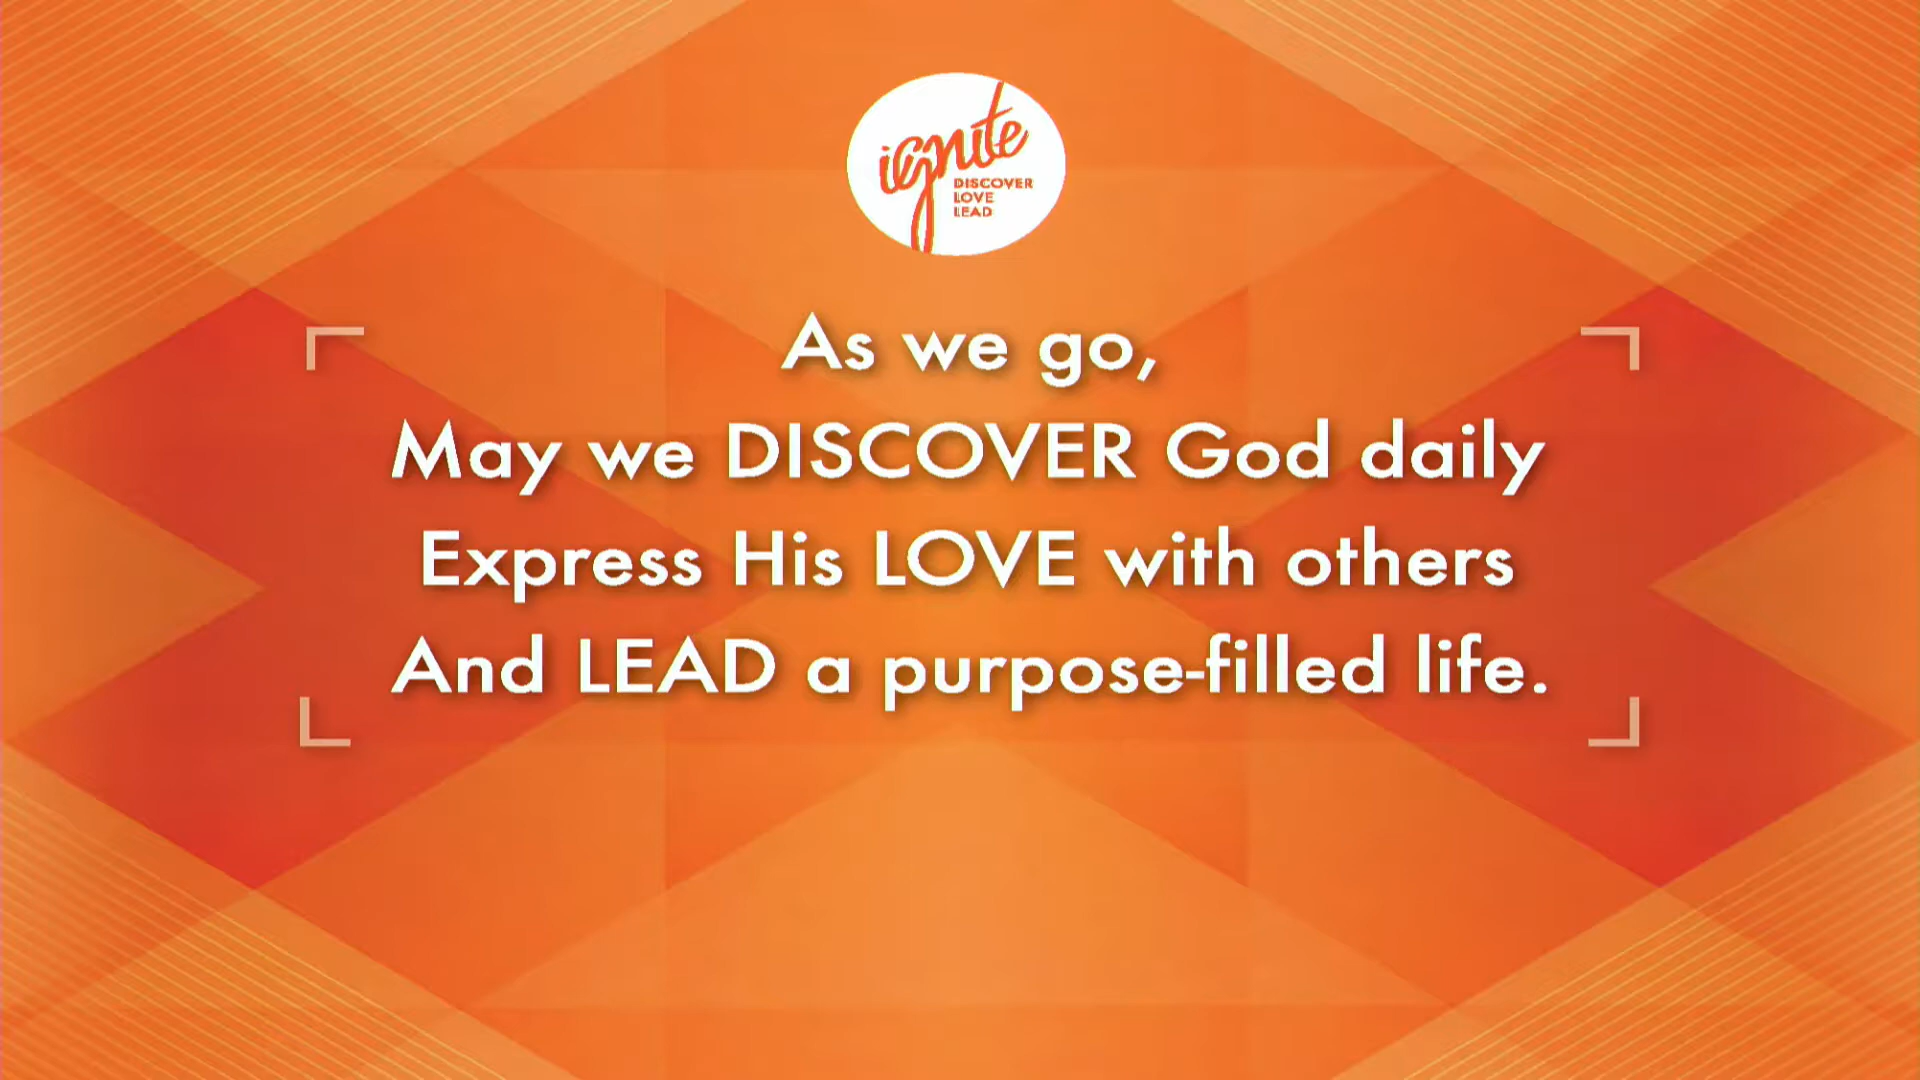 ignite
DISCOVER
LOVE
LEAD
As we go,
May we DISCOVER God daily
Express His LOVE with others
And LEAD a purpose-filled life.